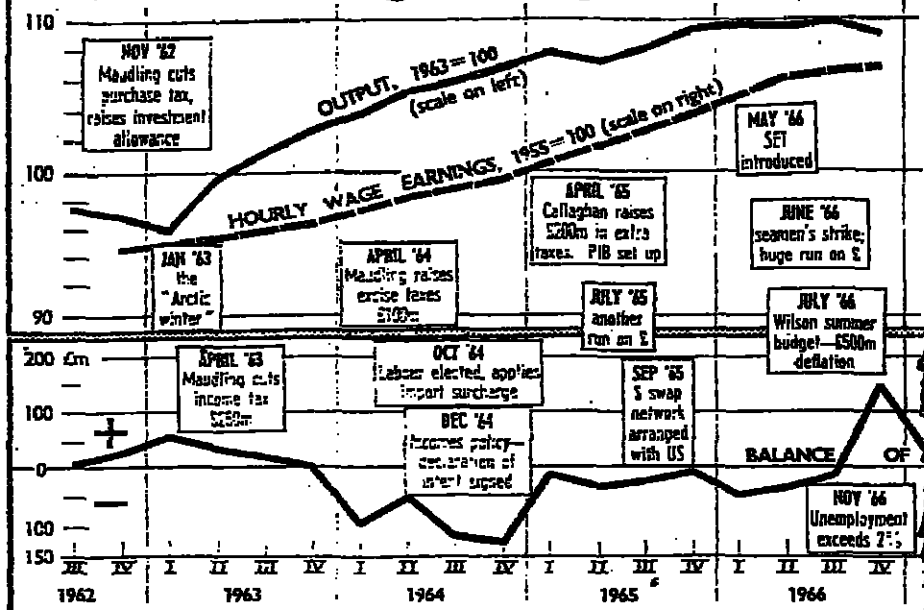 110
100
90
NOV '62
Maudling cuts
purchase tax,
raises investment
allowance
OUTPUT, 1963=100
(scale on left)
HOURLY WAGE EARNINGS, 1955=100 (scale on right)
JAN '63
the
"Arctic
winter"
APRIL '64
Maudling raises
excise taxes
£100m
APRIL '65
Callaghan raises
£200m in extra
taxes. PIB set up
MAY '66
SET
introduced
JUNE '66
seamen's strike;
huge run on £
JULY '65
another
run on £
JULY '66
Wilson summer
budget—£500m
deflation
200 £m
100
+
0
−
100
150
APRIL '63
Maudling cuts
income tax
OCT '64
Labour elected, applies
import surcharge
DEC '64
Incomes policy—
declaration of
intent signed
SEP '65
$ swap
network
arranged
with US
BALANCE OF
NOV '66
Unemployment
exceeds 2%
III IV I II III IV I II III IV I II III IV I II III IV
1962 1963 1964 1965 1966